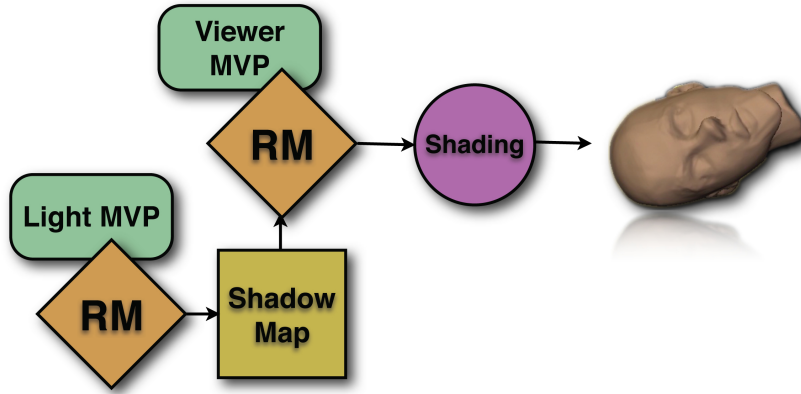 Viewer
MVP
RM
Shading
Light MVP
RM
Shadow
Map